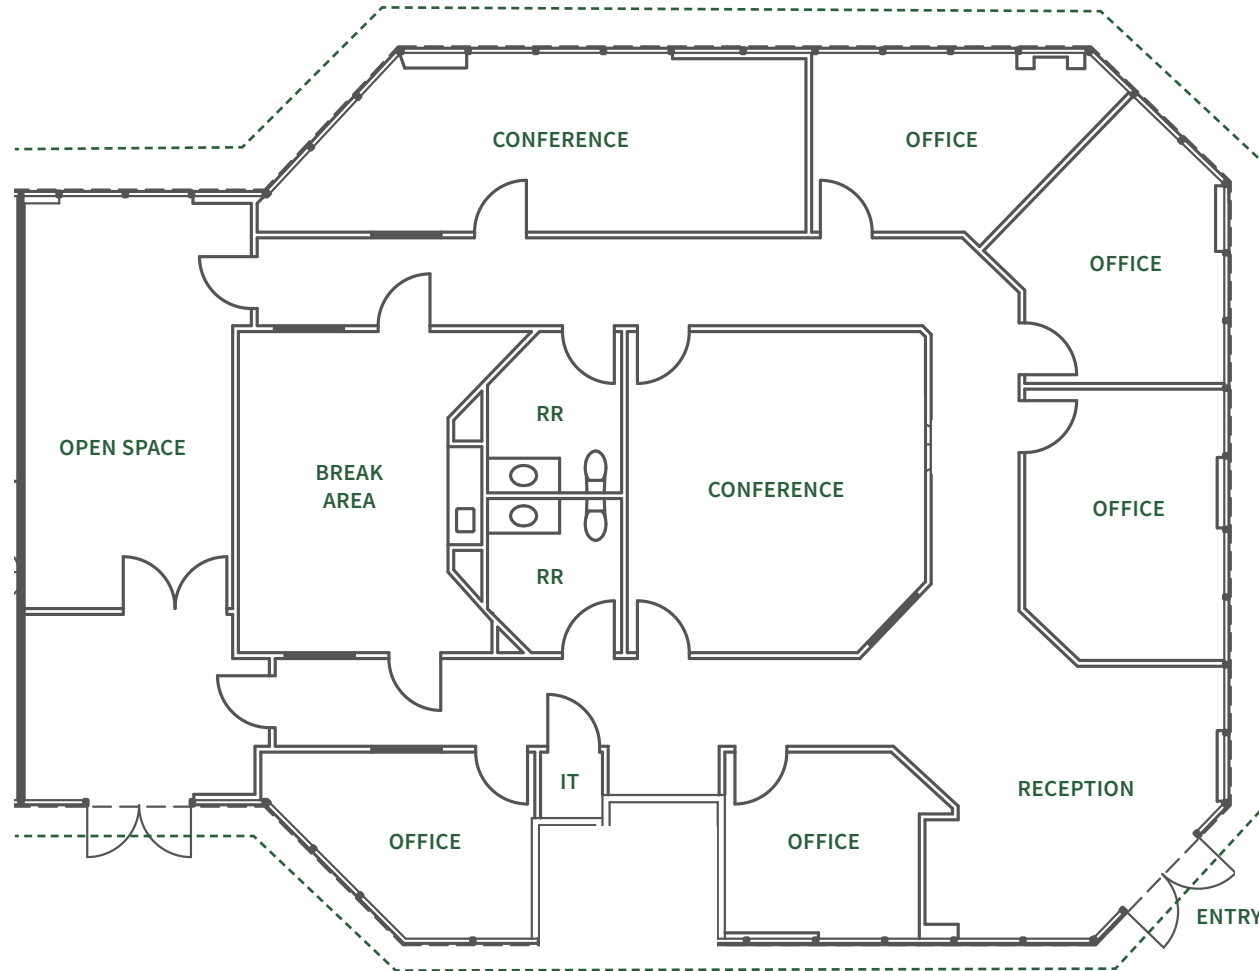 CONFERENCE
OFFICE
OFFICE
RR
OPEN SPACE
BREAK
AREA
CONFERENCE
OFFICE
RR
IT
RECEPTION
OFFICE
OFFICE
ENTRY